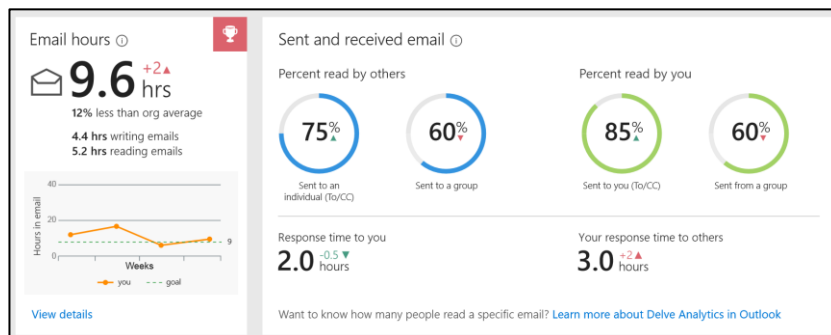 Email hours
9.6 +2▲ hrs
12% less than org average
4.4 hrs writing emails
5.2 hrs reading emails
40
20
0
Hours in email
9
Weeks
you
goal
View details
Sent and received email
Percent read by others
75%▲
Sent to an
individual (To/CC)
60%▼
Sent to a group
Percent read by you
85%▲
Sent to you (To/CC)
60%▼
Sent from a group
Response time to you
2.0 -0.5▼ hours
Your response time to others
3.0 +2▲ hours
Want to know how many people read a specific email? Learn more about Delve Analytics in Outlook